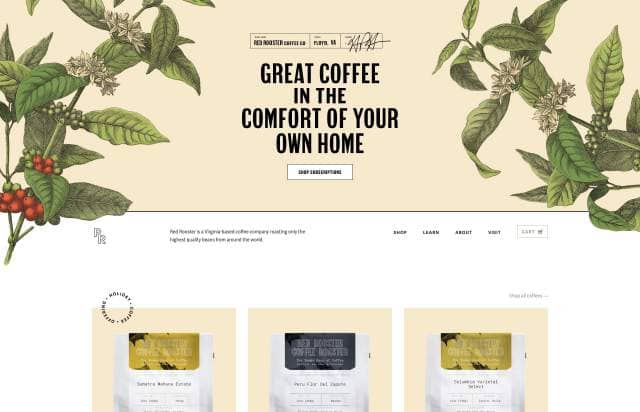 RED ROOSTER COFFEE CO
FLOYD, VA
GREAT COFFEE
IN THE
COMFORT OF YOUR
OWN HOME
SHOP SUBSCRIPTIONS
RR
Red Rooster is a Virginia-based coffee company roasting only the
highest quality beans from around the world.
SHOP
LEARN
ABOUT
VISIT
CART
Shop all coffees →
• HOLIDAY • COFFEE • OFFERING
RED ROOSTER
COFFEE ROASTER
Sumatra Mahana Estate
RED ROOSTER
COFFEE ROASTER
Peru Flor Del Zapote
RED ROOSTER
COFFEE ROASTER
Columbia Varietal
Select